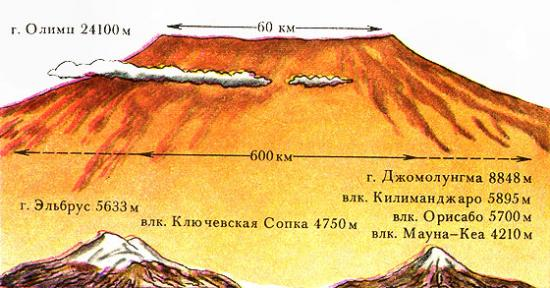 г. Олимп 24100 м
60 км
600 км
г. Джомолунгма 8848 м
влк. Килиманджаро 5895 м
влк. Орисабо 5700 м
влк. Мауна-Кеа 4210 м
г. Эльбрус 5633 м
влк. Ключевская Сопка 4750 м